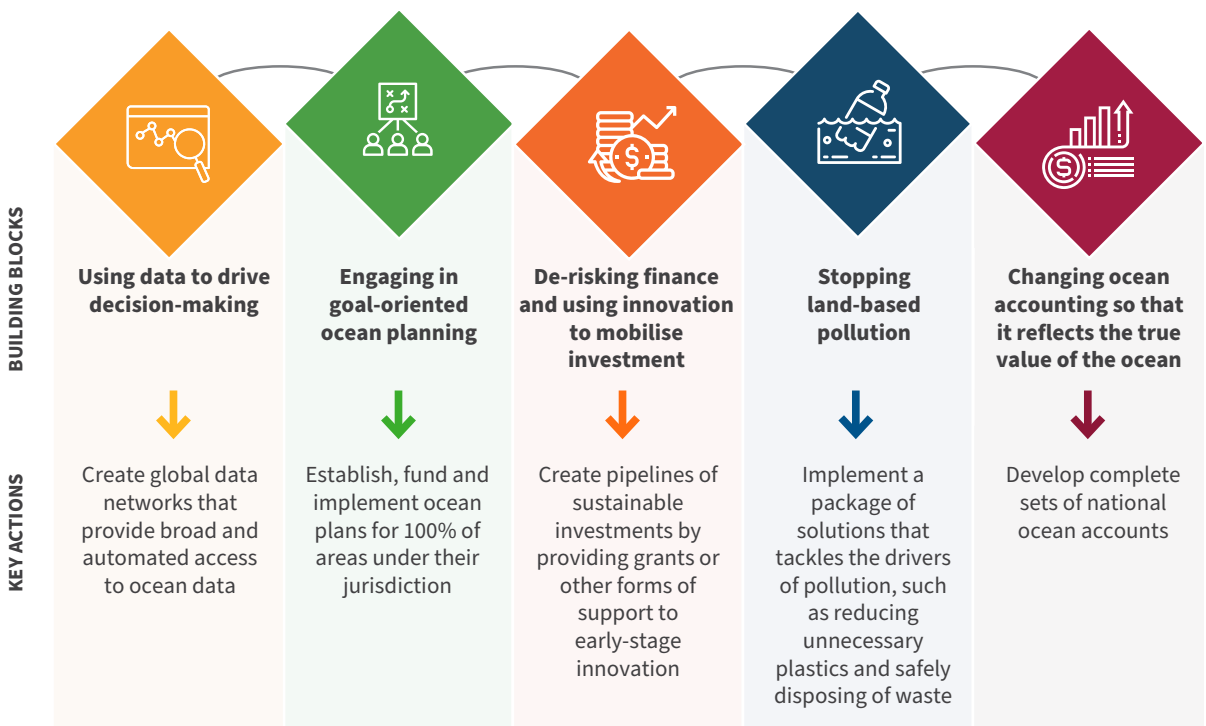 BUILDING BLOCKS
Using data to drive
decision-making
Engaging in
goal-oriented
ocean planning
De-risking finance
and using innovation
to mobilise
investment
Stopping
land-based
pollution
Changing ocean
accounting so that
it reflects the true
value of the ocean
KEY ACTIONS
Create global data
networks that
provide broad and
automated access
to ocean data
Establish, fund and
implement ocean
plans for 100% of
areas under their
jurisdiction
Create pipelines of
sustainable
investments by
providing grants or
other forms of
support to
early-stage
innovation
Implement a
package of
solutions that
tackles the drivers
of pollution, such
as reducing
unnecessary
plastics and safely
disposing of waste
Develop complete
sets of national
ocean accounts